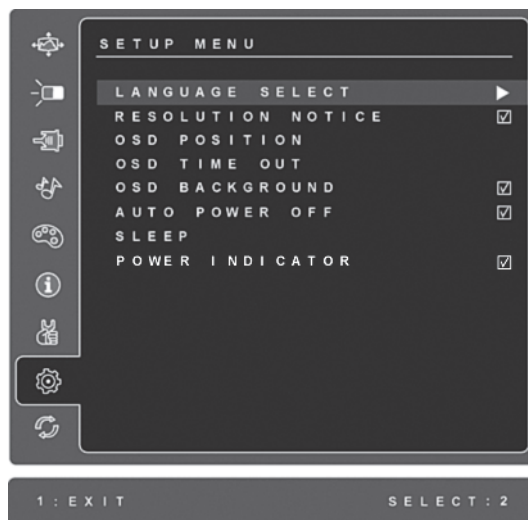 SETUP MENU
LANGUAGE SELECT
RESOLUTION NOTICE
OSD POSITION
OSD TIME OUT
OSD BACKGROUND
AUTO POWER OFF
SLEEP
POWER INDICATOR
1:EXIT SELECT:2